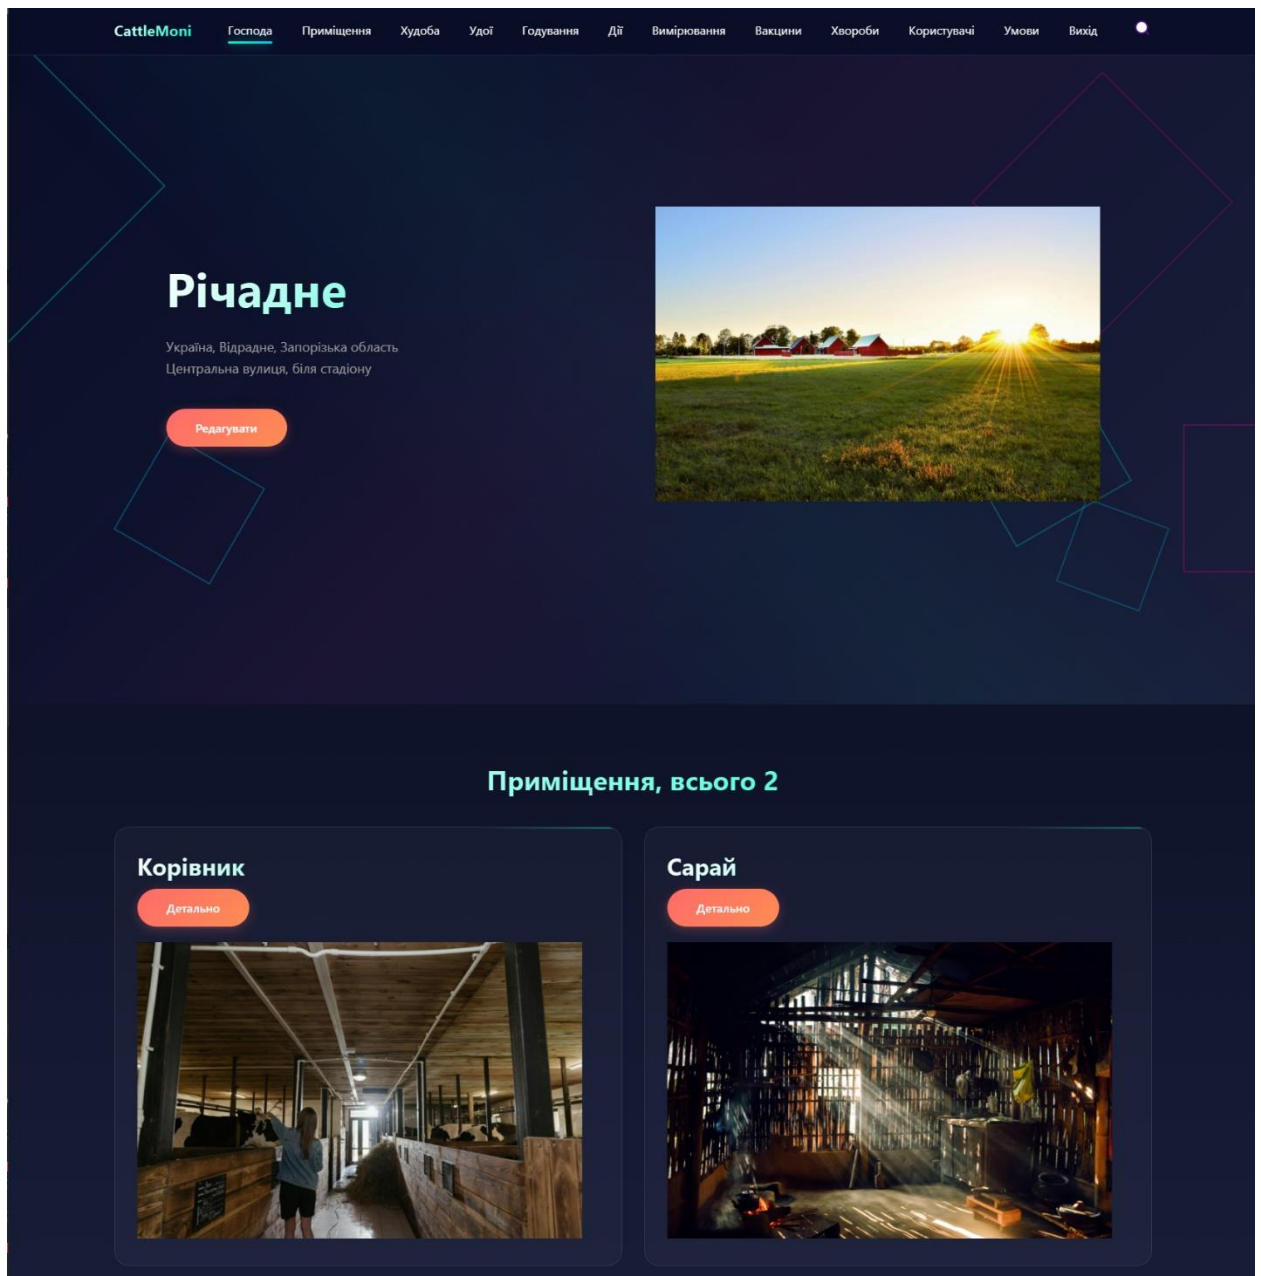 CattleMoni Господа Приміщення Худоба Удої Годування Дії Вимірювання Вакцини Хвороби Користувачі Умови Вихід
Річадне
Україна, Відрадне, Запорізька область
Центральна вулиця, біля стадіону
Редагувати
Приміщення, всього 2
Корівник
Детально
Сарай
Детально